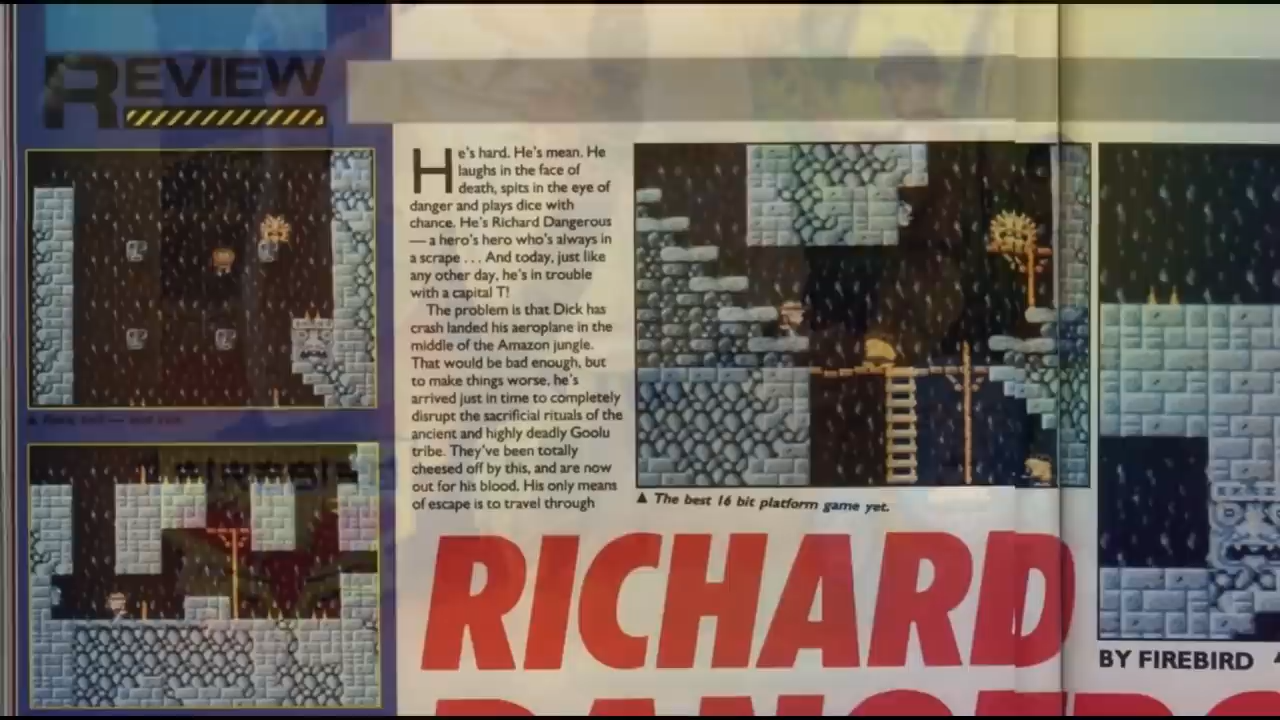 REVIEW
He's hard. He's mean. He
laughs in the face of
death, spits in the eye of
danger and plays dice with
chance. He's Richard Dangerous
— a hero's hero who's always in
a scrape . . . And today, just like
any other day, he's in trouble
with a capital T!
The problem is that Dick has
crash landed his aeroplane in the
middle of the Amazon jungle.
That would be bad enough, but
to make things worse, he's
arrived just in time to completely
disrupt the sacrificial rituals of the
ancient and highly deadly Goolu
tribe. They've been totally
cheesed off by this, and are now
out for his blood. His only means
of escape is to travel through
▲ The best 16 bit platform game yet.
RICHARD
BY FIREBIRD